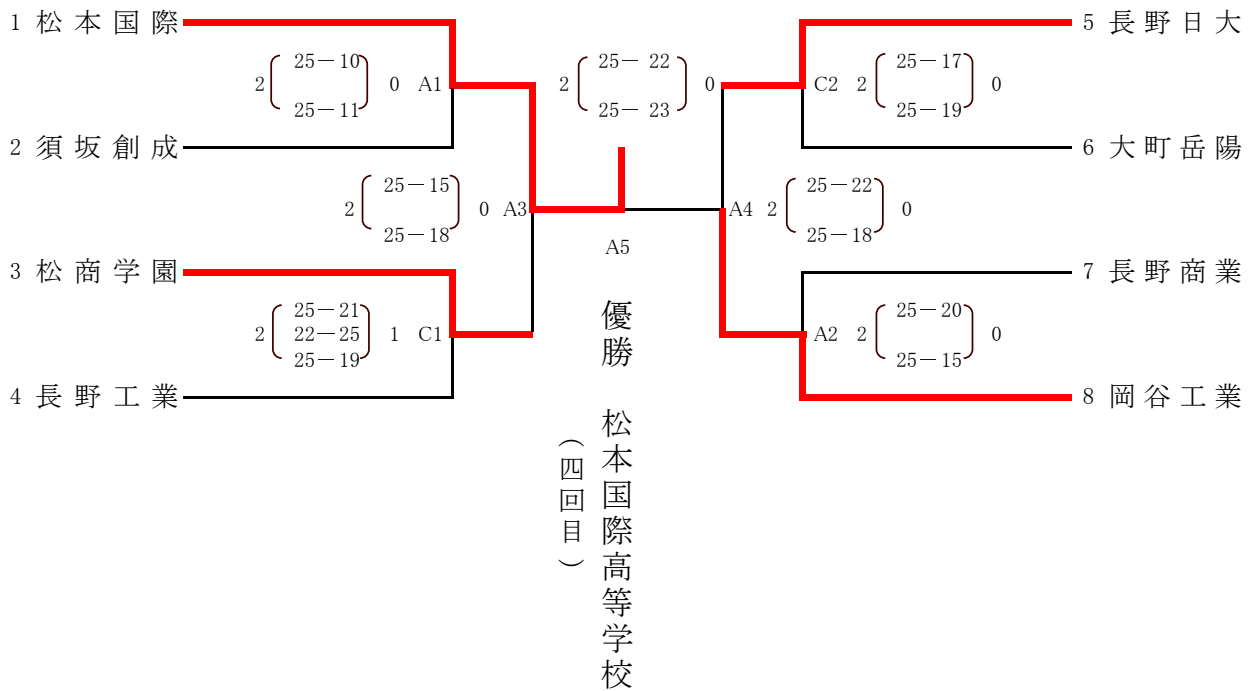 1 松本国際
2 25－10 0 A1
25－11
2 須坂創成
2 25－15 0 A3
25－18
3 松商学園
25－21
2 22－25 1 C1
25－19
4 長野工業
2 25－22 0
25－23
A5
優勝 松本国際高等学校
（四回目）
5 長野日大
C2 2 25－17 0
25－19
6 大町岳陽
A4 2 25－22 0
25－18
7 長野商業
A2 2 25－20 0
25－15
8 岡谷工業